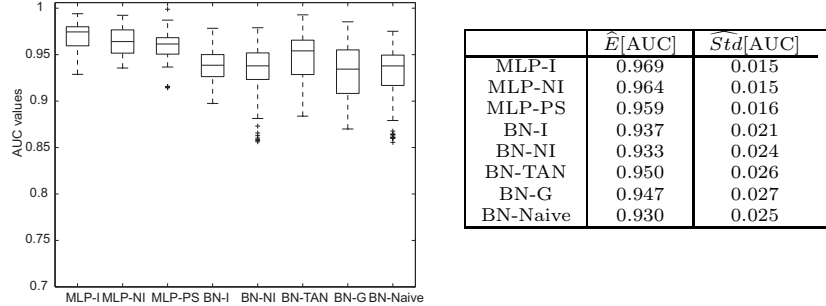 1
0.95
0.9
0.85
0.8
0.75
0.7
AUC values
MLP-I MLP-NI MLP-PS BN-I BN-NI BN-TAN BN-G BN-Naive
Ê[AUC] Ŝtd[AUC]
MLP-I 0.969 0.015
MLP-NI 0.964 0.015
MLP-PS 0.959 0.016
BN-I 0.937 0.021
BN-NI 0.933 0.024
BN-TAN 0.950 0.026
BN-G 0.947 0.027
BN-Naive 0.930 0.025